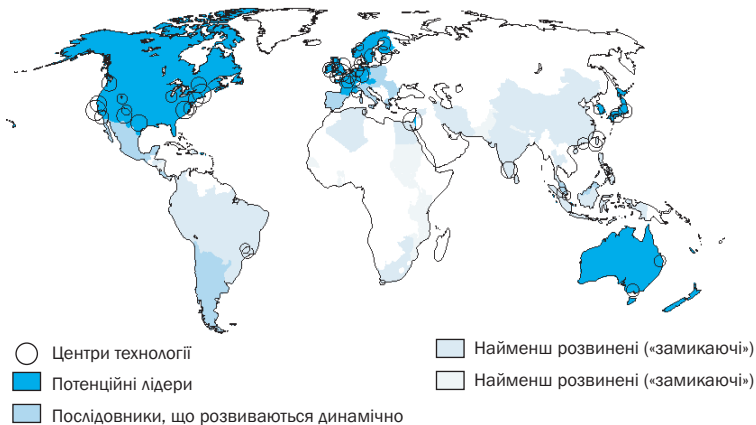 Центри технології
Потенційні лідери
Послідовники, що розвиваються динамічно
Найменш розвинені («замикаючі»)
Найменш розвинені («замикаючі»)